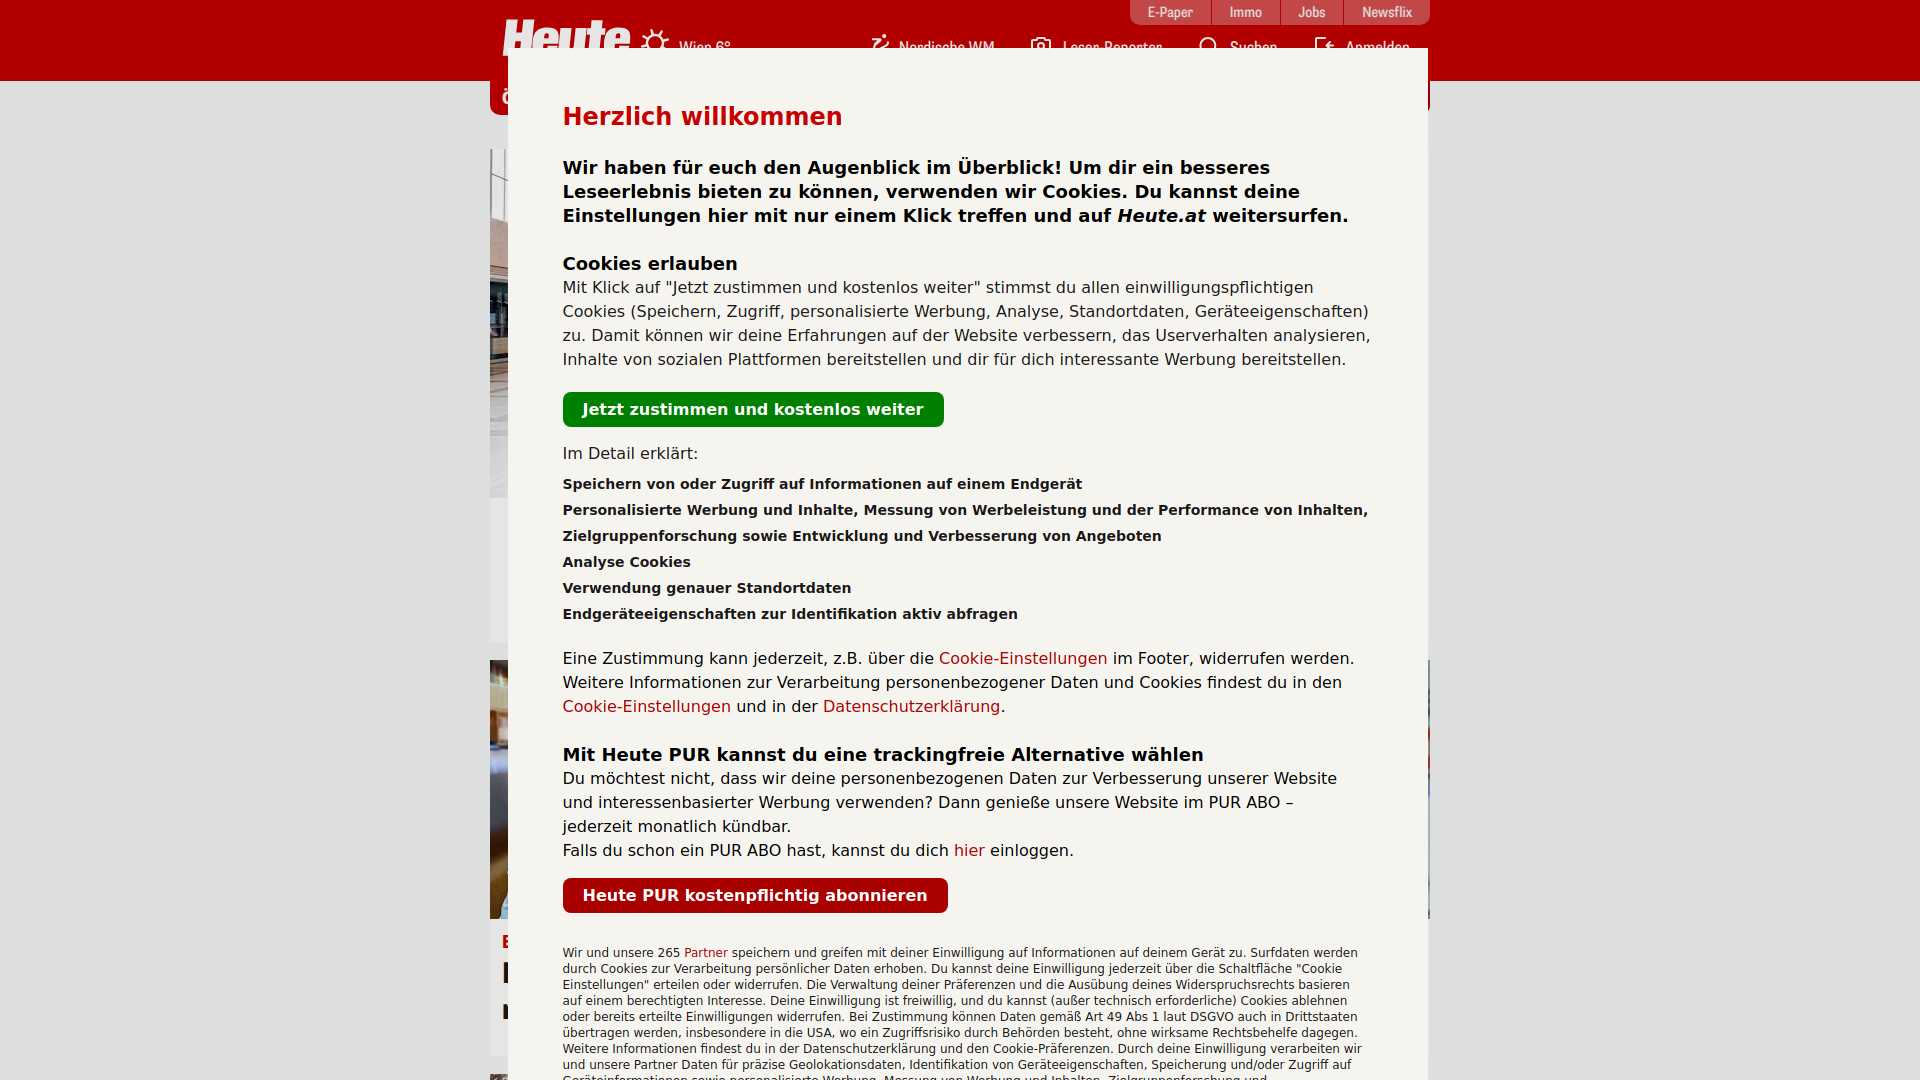 E-Paper
Immo
Jobs
Newsflix
Heute
Wien 6°
Nordische WM
Leser-Reporter
Suchen
Anmelden
Herzlich willkommen
Wir haben für euch den Augenblick im Überblick! Um dir ein besseres
Leseerlebnis bieten zu können, verwenden wir Cookies. Du kannst deine
Einstellungen hier mit nur einem Klick treffen und auf Heute.at weitersurfen.
Cookies erlauben
Mit Klick auf "Jetzt zustimmen und kostenlos weiter" stimmst du allen einwilligungspflichtigen
Cookies (Speichern, Zugriff, personalisierte Werbung, Analyse, Standortdaten, Geräteeigenschaften)
zu. Damit können wir deine Erfahrungen auf der Website verbessern, das Userverhalten analysieren,
Inhalte von sozialen Plattformen bereitstellen und dir für dich interessante Werbung bereitstellen.
Jetzt zustimmen und kostenlos weiter
Im Detail erklärt:
Speichern von oder Zugriff auf Informationen auf einem Endgerät
Personalisierte Werbung und Inhalte, Messung von Werbeleistung und der Performance von Inhalten,
Zielgruppenforschung sowie Entwicklung und Verbesserung von Angeboten
Analyse Cookies
Verwendung genauer Standortdaten
Endgeräteeigenschaften zur Identifikation aktiv abfragen
Eine Zustimmung kann jederzeit, z.B. über die Cookie-Einstellungen im Footer, widerrufen werden.
Weitere Informationen zur Verarbeitung personenbezogener Daten und Cookies findest du in den
Cookie-Einstellungen und in der Datenschutzerklärung.
Mit Heute PUR kannst du eine trackingfreie Alternative wählen
Du möchtest nicht, dass wir deine personenbezogenen Daten zur Verbesserung unserer Website
und interessenbasierter Werbung verwenden? Dann genieße unsere Website im PUR ABO –
jederzeit monatlich kündbar.
Falls du schon ein PUR ABO hast, kannst du dich hier einloggen.
Heute PUR kostenpflichtig abonnieren
Wir und unsere 265 Partner speichern und greifen mit deiner Einwilligung auf Informationen auf deinem Gerät zu. Surfdaten werden
durch Cookies zur Verarbeitung persönlicher Daten erhoben. Du kannst deine Einwilligung jederzeit über die Schaltfläche "Cookie
Einstellungen" erteilen oder widerrufen. Die Verwaltung deiner Präferenzen und die Ausübung deines Widerspruchsrechts basieren
auf einem berechtigten Interesse. Deine Einwilligung ist freiwillig, und du kannst (außer technisch erforderliche) Cookies ablehnen
oder bereits erteilte Einwilligungen widerrufen. Bei Zustimmung können Daten gemäß Art 49 Abs 1 laut DSGVO auch in Drittstaaten
übertragen werden, insbesondere in die USA, wo ein Zugriffsrisiko durch Behörden besteht, ohne wirksame Rechtsbehelfe dagegen.
Weitere Informationen findest du in der Datenschutzerklärung und den Cookie-Präferenzen. Durch deine Einwilligung verarbeiten wir
und unsere Partner Daten für präzise Geolokationsdaten, Identifikation von Geräteeigenschaften, Speicherung und/oder Zugriff auf
Geräteinformationen sowie personalisierte Werbung, Messung von Werbung und Inhalten, Zielgruppenforschung und